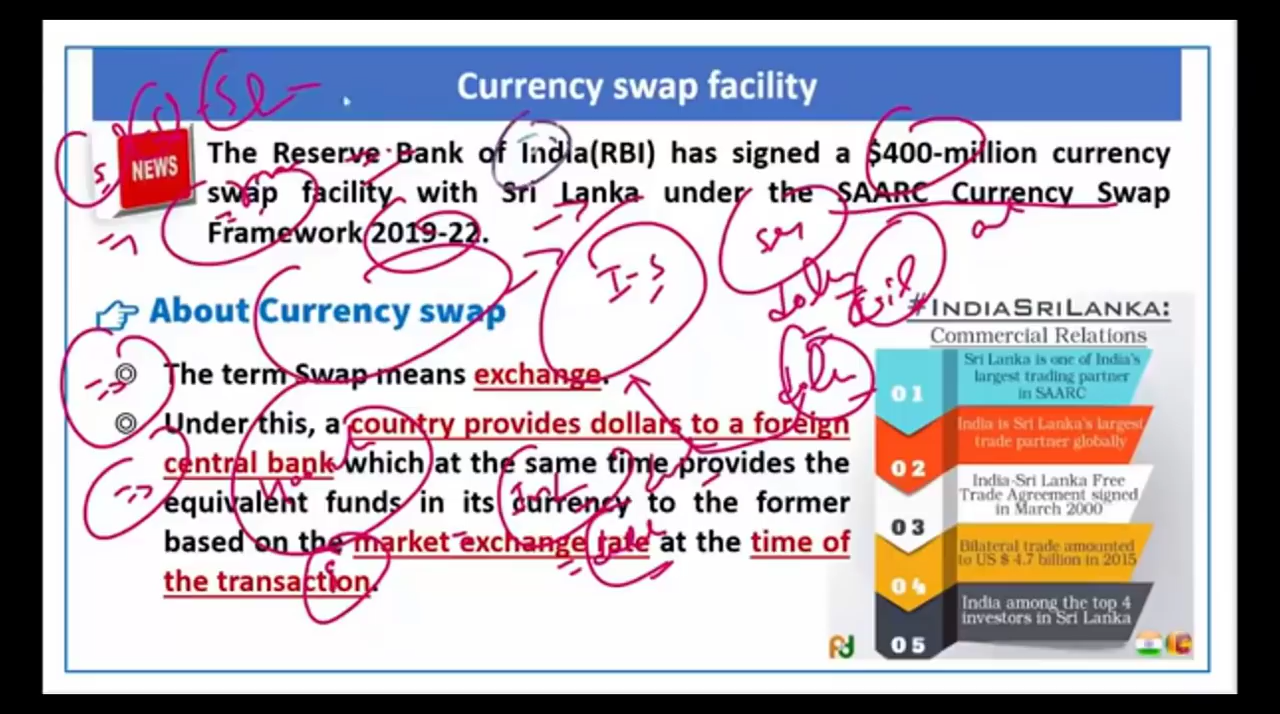 Currency swap facility
NEWS
The Reserve Bank of India(RBI) has signed a $400-million currency
swap facility with Sri Lanka under the SAARC Currency Swap
Framework 2019-22.
About Currency swap
The term Swap means exchange.
Under this, a country provides dollars to a foreign
central bank which at the same time provides the
equivalent funds in its currency to the former
based on the market exchange rate at the time of
the transaction.
I-S
#INDIASRILANKA:
Commercial Relations
01
Sri Lanka is one of India's
largest trading partner
in SAARC
02
India is Sri Lanka's largest
trade partner globally
03
India-Sri Lanka Free
Trade Agreement signed
in March 2000
04
Bilateral trade amounted
to US $ 4.7 billion in 2015
05
India among the top 4
investors in Sri Lanka